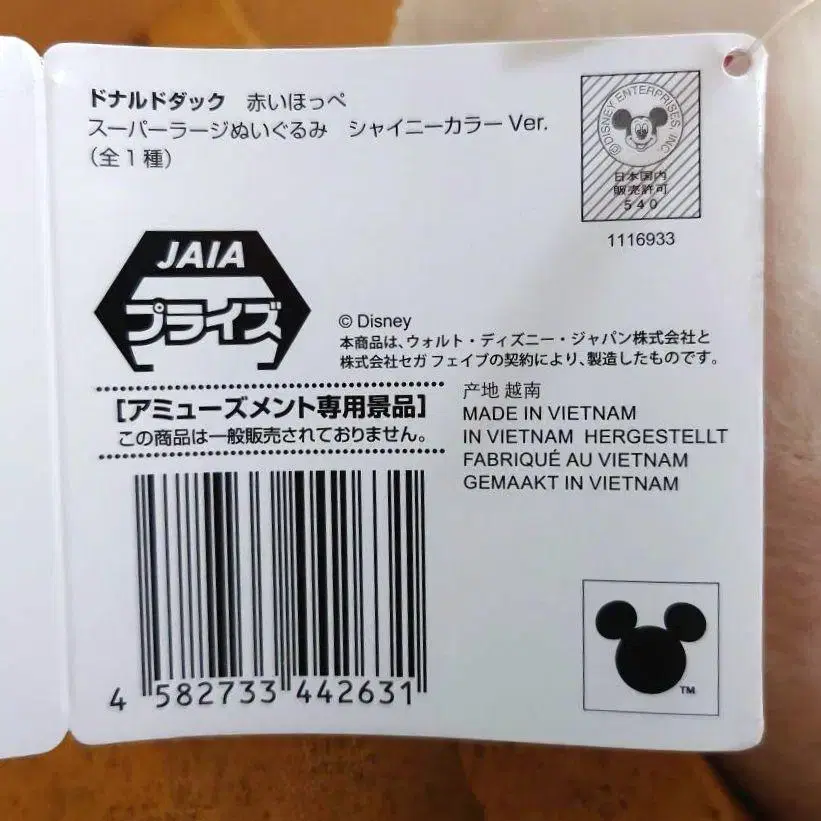 ドナルドダック　赤いほっぺ
スーパーラージぬいぐるみ　シャイニーカラー Ver.
（全１種）
©DISNEY ENTERPRISES, INC.
日本国内
販売許可
540
1116933
JAIA
プライズ
© Disney
本商品は、ウォルト・ディズニー・ジャパン株式会社と
株式会社セガ フェイブの契約により、製造したものです。
[アミューズメント専用景品]
この商品は一般販売されておりません。
产地 越南
MADE IN VIETNAM
IN VIETNAM HERGESTELLT
FABRIQUÉ AU VIETNAM
GEMAAKT IN VIETNAM
4 582733 442631
TM